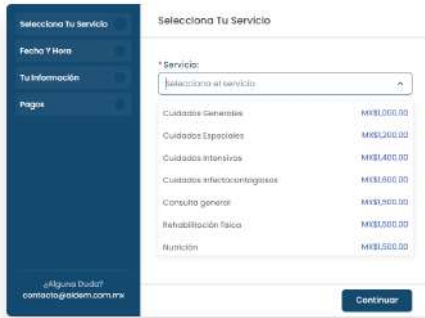 Selecciona Tu Servicio
Fecha Y Hora
Tu Información
Pagos
¿Alguna Duda?
contacto@aidem.com.mx
Selecciona Tu Servicio
* Servicio:
Selecciona el servicio
Cuidados Generales MX$1,000.00
Cuidados Especiales MX$1,200.00
Cuidados Intensivos MX$1,400.00
Cuidados Infectocontagiosos MX$1,600.00
Consulta general MX$1,500.00
Rehabilitación física MX$1,500.00
Nutrición MX$1,500.00
Continuar